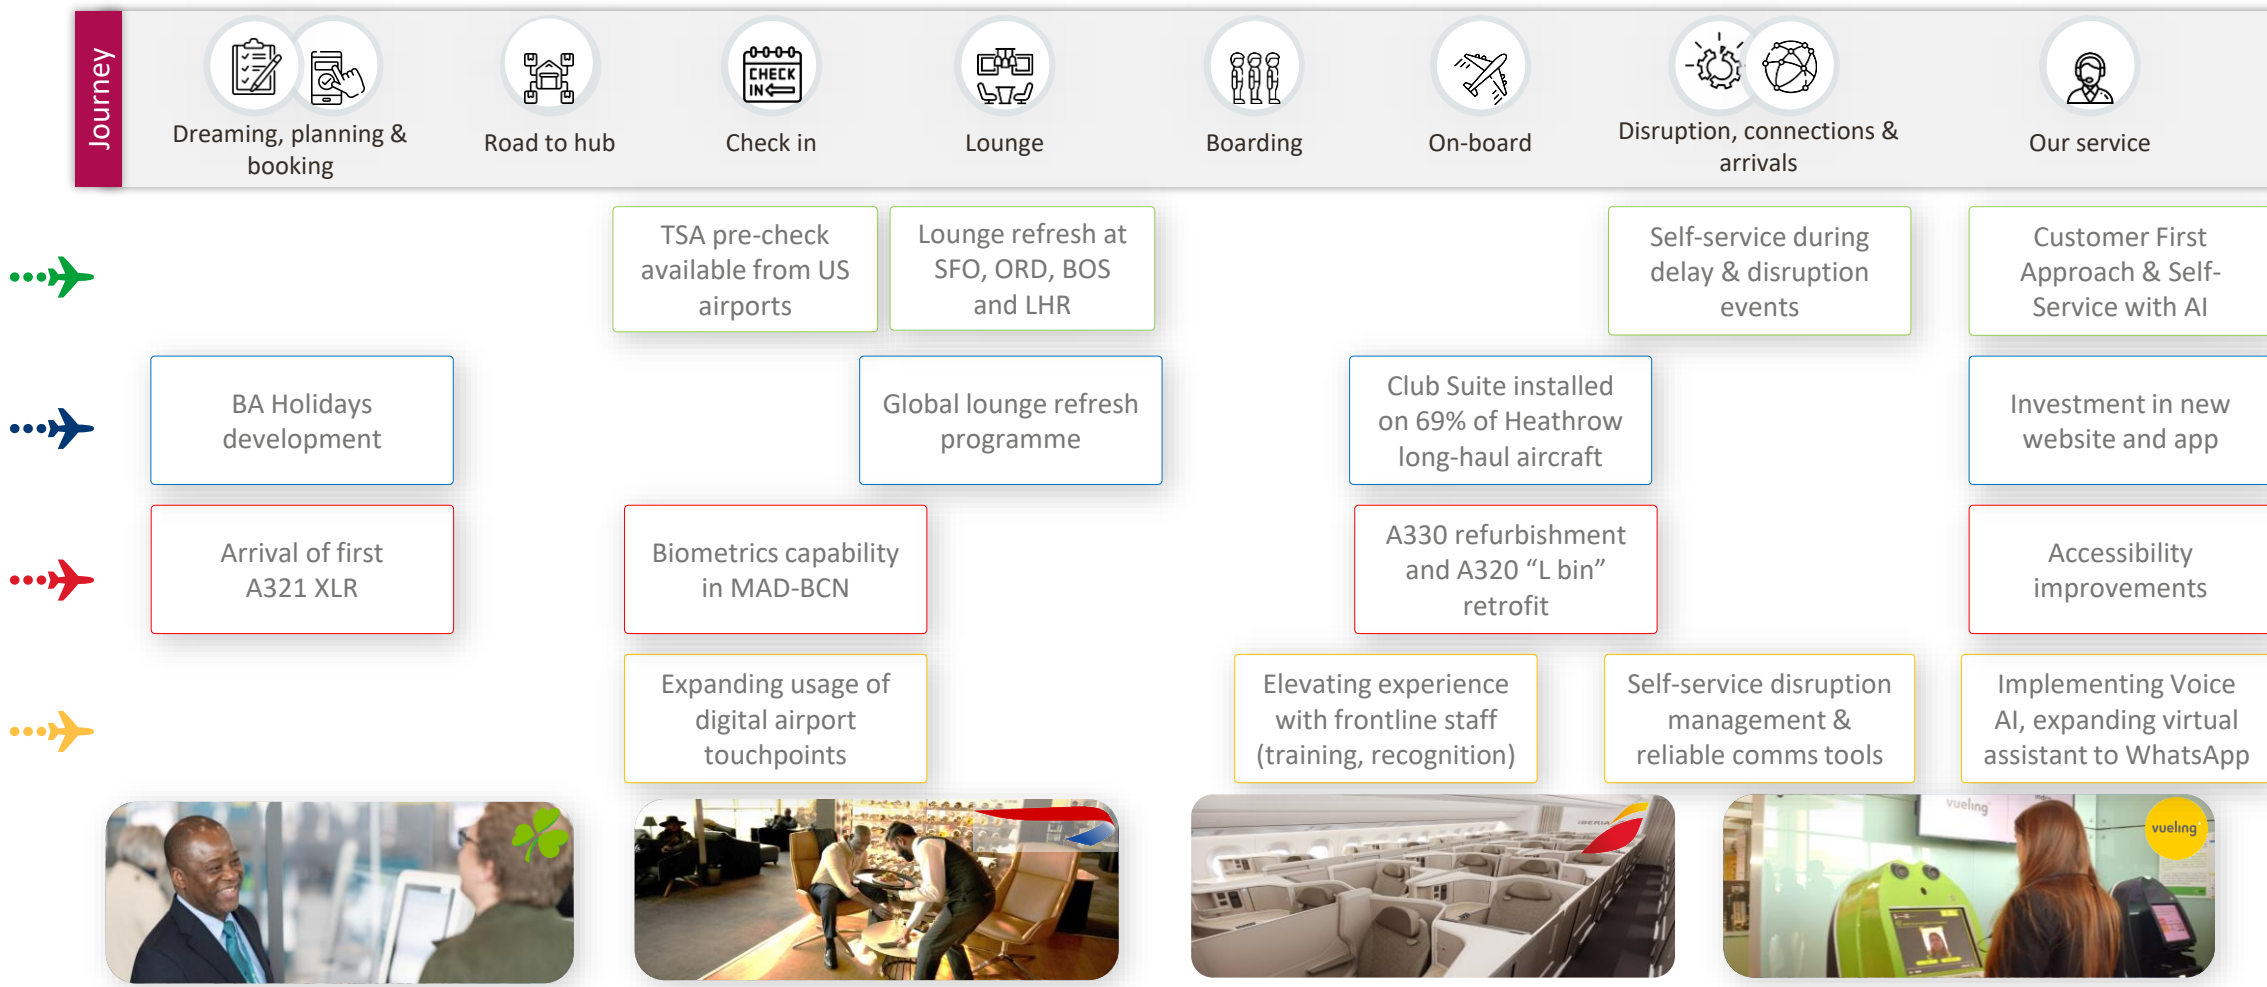 Journey
Dreaming, planning &
booking
Road to hub
CHECK
IN
Check in
Lounge
Boarding
On-board
Disruption, connections &
arrivals
Our service
TSA pre-check
available from US
airports
Lounge refresh at
SFO, ORD, BOS
and LHR
Self-service during
delay & disruption
events
Customer First
Approach & Self-
Service with AI
BA Holidays
development
Global lounge refresh
programme
Club Suite installed
on 69% of Heathrow
long-haul aircraft
Investment in new
website and app
Arrival of first
A321 XLR
Biometrics capability
in MAD-BCN
A330 refurbishment
and A320 “L bin”
retrofit
Accessibility
improvements
Expanding usage of
digital airport
touchpoints
Elevating experience
with frontline staff
(training, recognition)
Self-service disruption
management &
reliable comms tools
Implementing Voice
AI, expanding virtual
assistant to WhatsApp
IBERIA
vueling
vueling